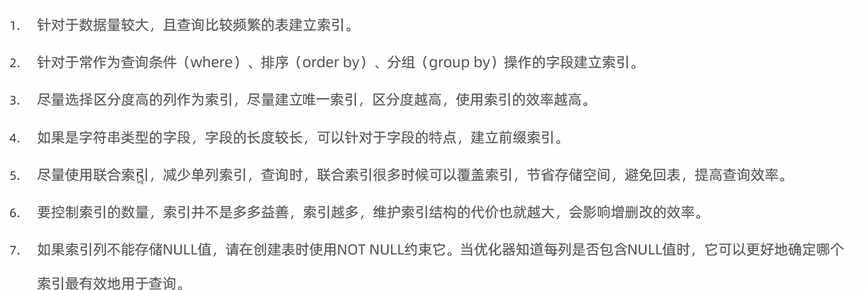 1. 针对于数据量较大，且查询比较频繁的表建立索引。
2. 针对于常作为查询条件（where）、排序（order by）、分组（group by）操作的字段建立索引。
3. 尽量选择区分度高的列作为索引，尽量建立唯一索引，区分度越高，使用索引的效率越高。
4. 如果是字符串类型的字段，字段的长度较长，可以针对于字段的特点，建立前缀索引。
5. 尽量使用联合索引，减少单列索引，查询时，联合索引很多时候可以覆盖索引，节省存储空间，避免回表，提高查询效率。
6. 要控制索引的数量，索引并不是多多益善，索引越多，维护索引结构的代价也就越大，会影响增删改的效率。
7. 如果索引列不能存储NULL值，请在创建表时使用NOT NULL约束它。当优化器知道每列是否包含NULL值时，它可以更好地确定哪个
索引最有效地用于查询。